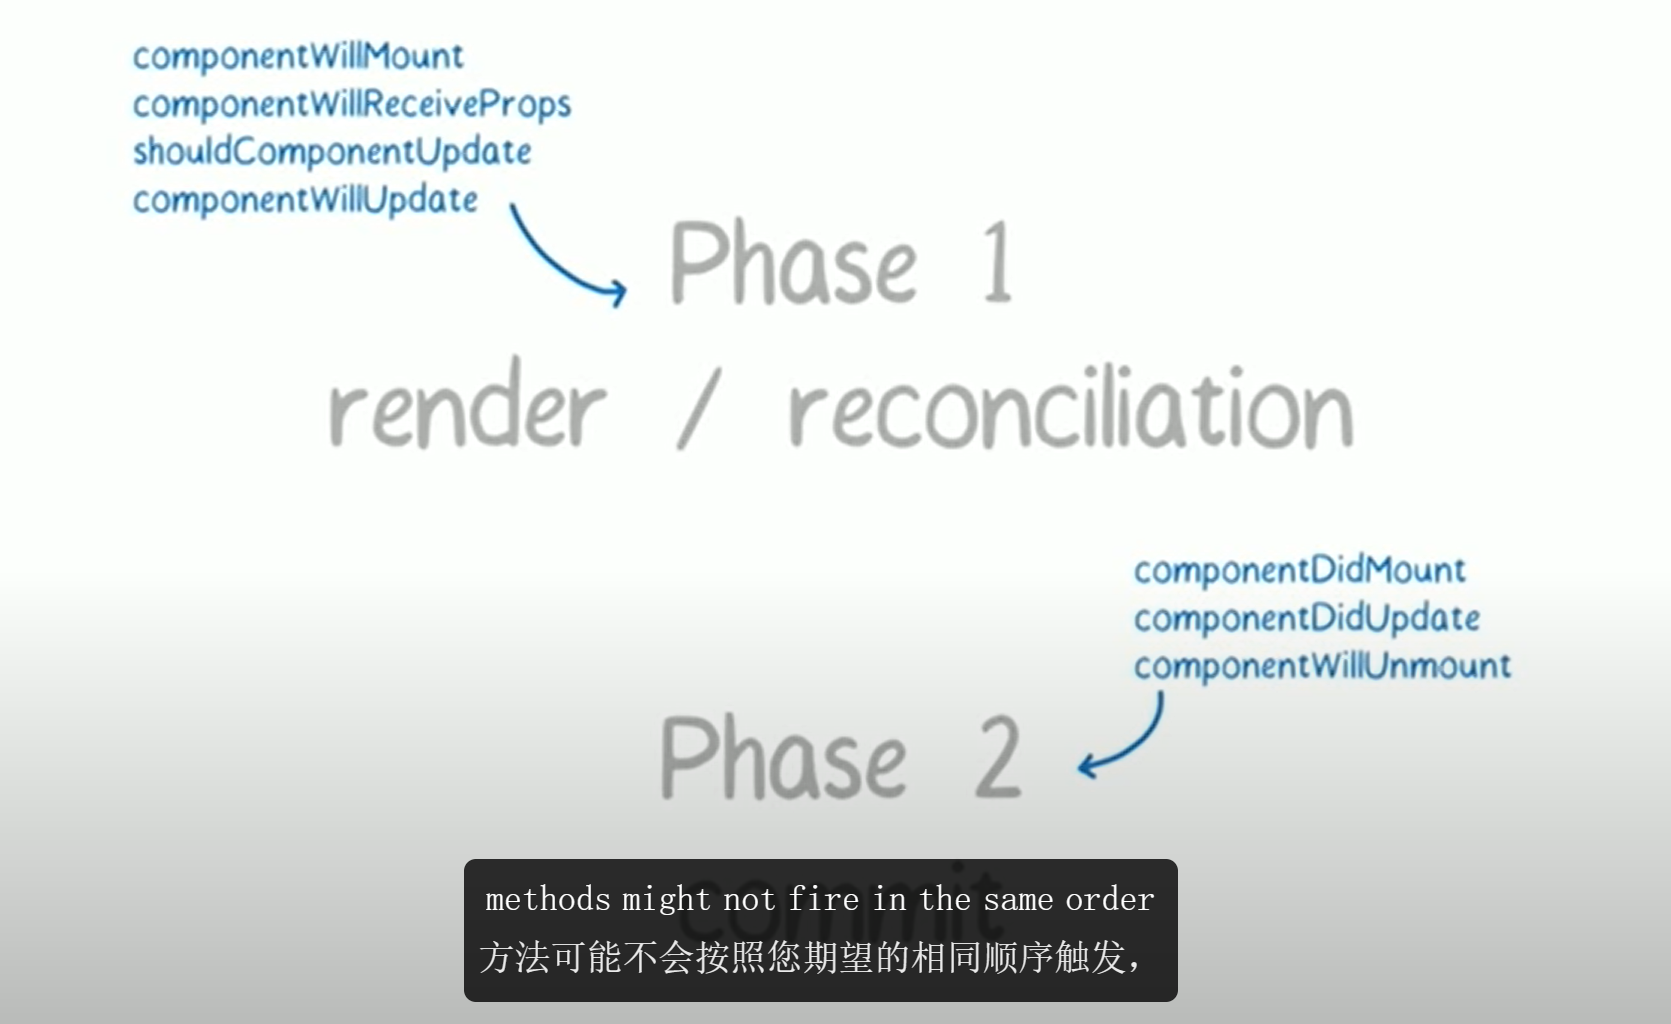 componentWillMount
componentWillReceiveProps
shouldComponentUpdate
componentWillUpdate
Phase 1
render / reconciliation
componentDidMount
componentDidUpdate
componentWillUnmount
Phase 2
commit
methods might not fire in the same order
方法可能不会按照您期望的相同顺序触发，